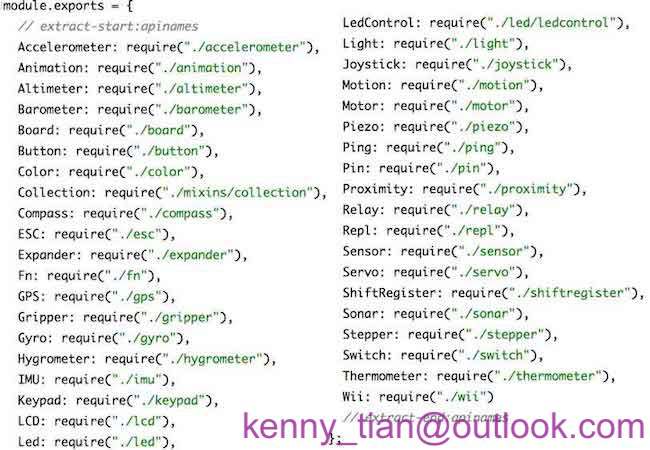 module.exports = {
// extract-start:apinames
Accelerometer: require("./accelerometer"),
Animation: require("./animation"),
Altimeter: require("./altimeter"),
Barometer: require("./barometer"),
Board: require("./board"),
Button: require("./button"),
Color: require("./color"),
Collection: require("./mixins/collection"),
Compass: require("./compass"),
ESC: require("./esc"),
Expander: require("./expander"),
Fn: require("./fn"),
GPS: require("./gps"),
Gripper: require("./gripper"),
Gyro: require("./gyro"),
Hygrometer: require("./hygrometer"),
IMU: require("./imu"),
Keypad: require("./keypad"),
LCD: require("./lcd"),
Led: require("./led"),
LedControl: require("./led/ledcontrol"),
Light: require("./light"),
Joystick: require("./joystick"),
Motion: require("./motion"),
Motor: require("./motor"),
Piezo: require("./piezo"),
Ping: require("./ping"),
Pin: require("./pin"),
Proximity: require("./proximity"),
Relay: require("./relay"),
Repl: require("./repl"),
Sensor: require("./sensor"),
Servo: require("./servo"),
ShiftRegister: require("./shiftregister"),
Sonar: require("./sonar"),
Stepper: require("./stepper"),
Switch: require("./switch"),
Thermometer: require("./thermometer"),
Wii: require("./wii")
// extract-end:apinames
};
kenny_tian@outlook.com